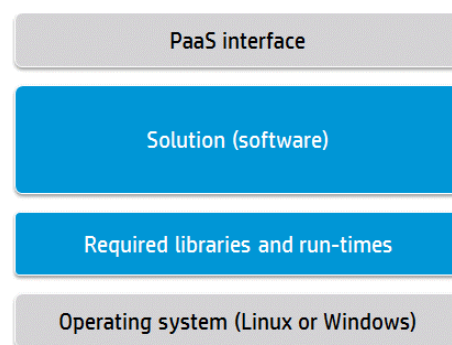 PaaS interface
Solution (software)
Required libraries and run-times
Operating system (Linux or Windows)